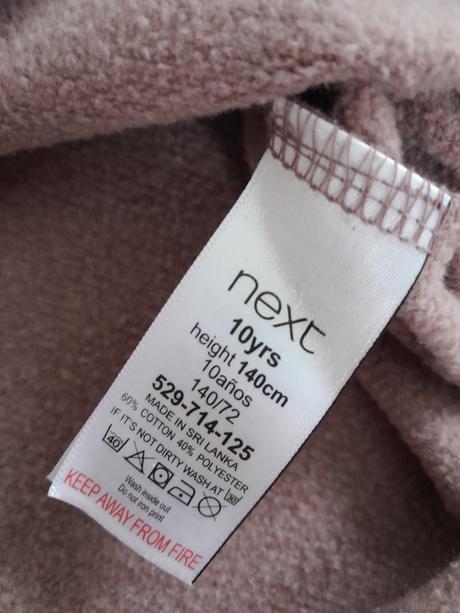 next
10yrs
height 140cm
10años
140/72
529-714-125
MADE IN SRI LANKA
60% COTTON 40% POLYESTER
IF IT'S NOT DIRTY WASH AT 30
40
Wash inside out
Do not iron print
KEEP AWAY FROM FIRE